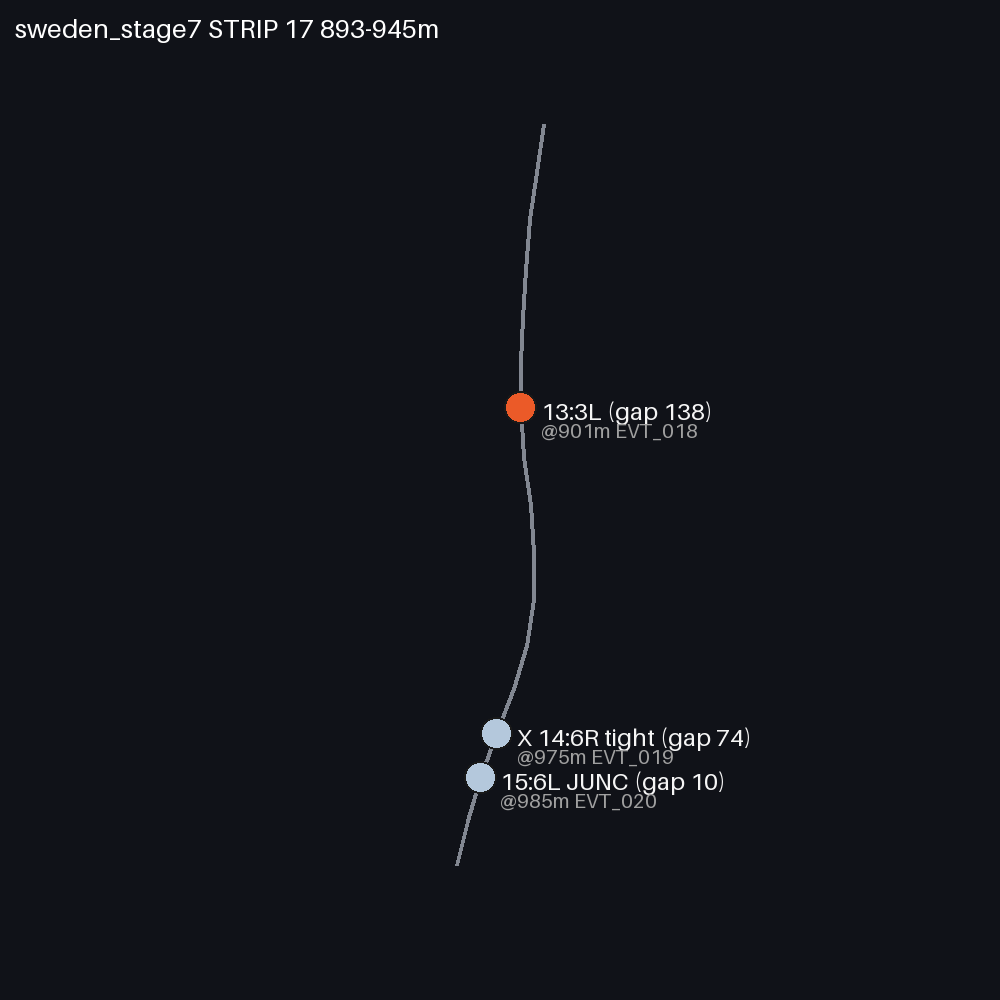 sweden_stage7 STRIP 17 893-945m
13:3L (gap 138)
@901m EVT_018
X 14:6R tight (gap 74)
@975m EVT_019
15:6L JUNC (gap 10)
@985m EVT_020